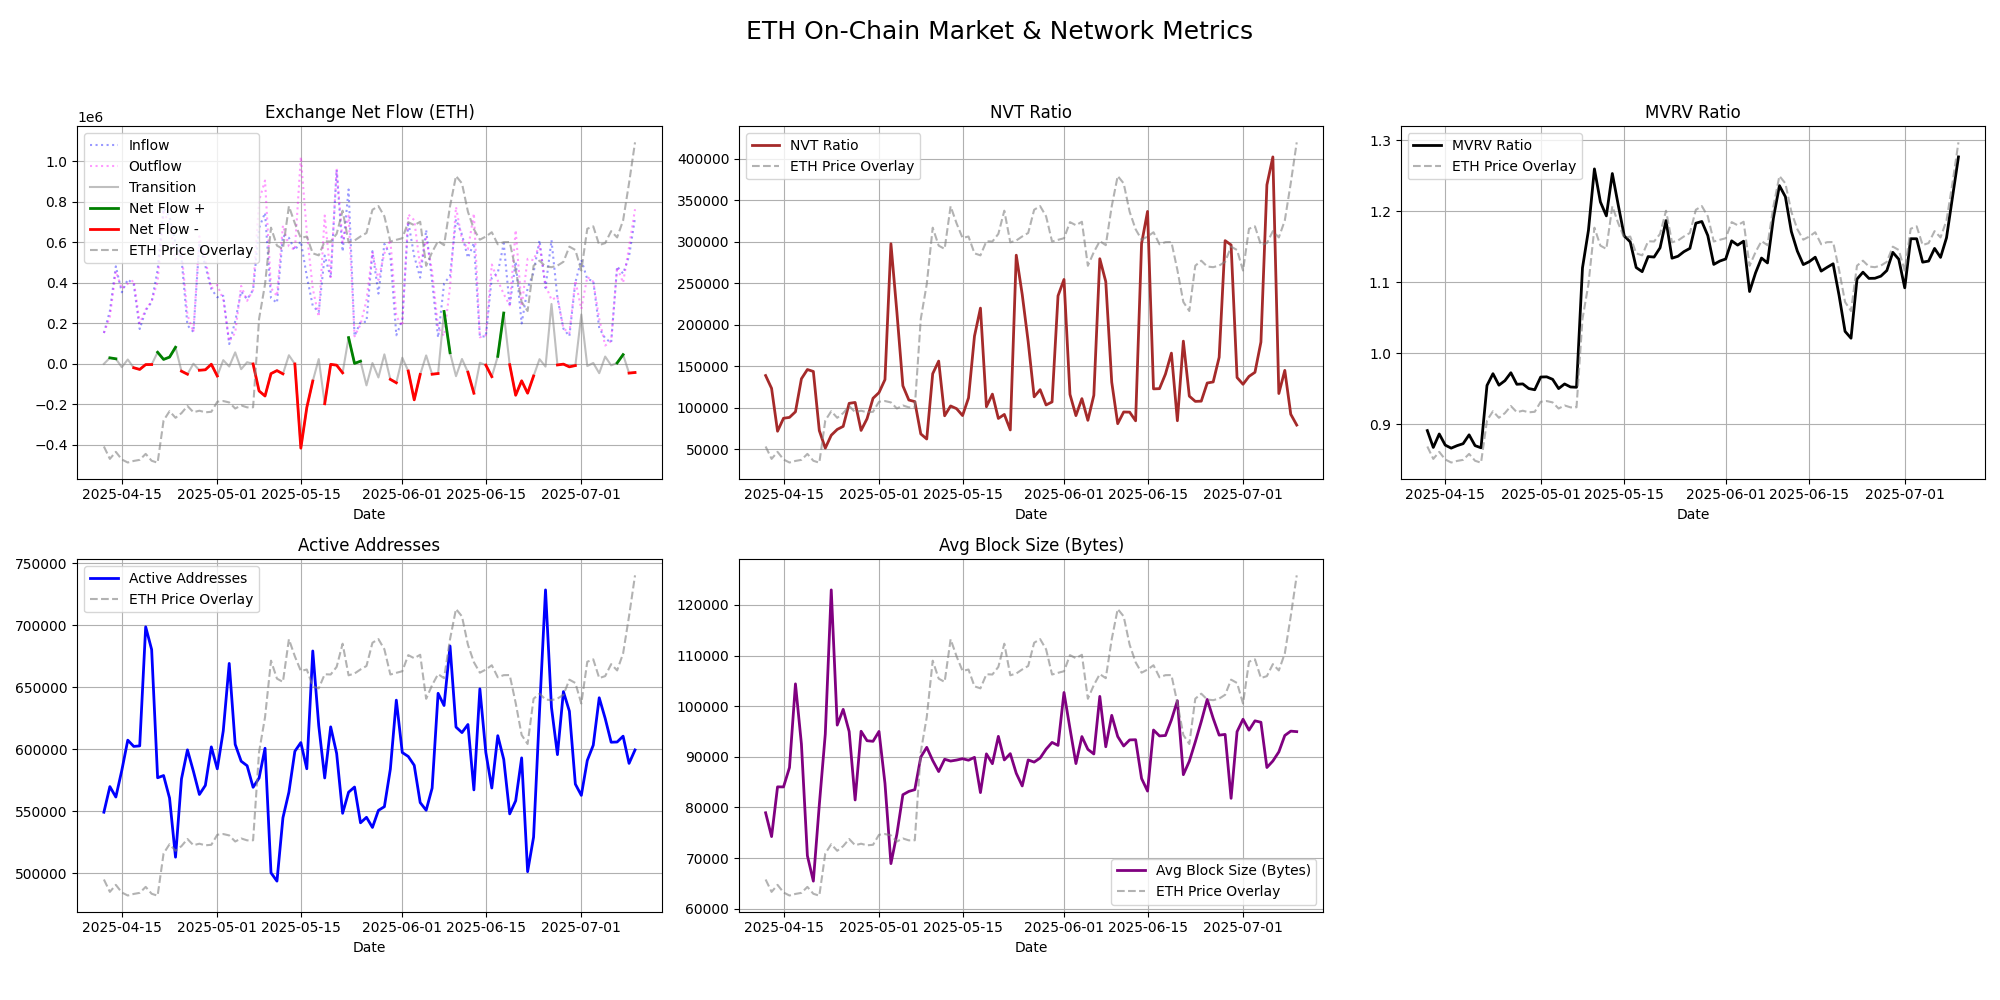 ETH On-Chain Market & Network Metrics
Exchange Net Flow (ETH)
1e6
Inflow
Outflow
Transition
Net Flow +
Net Flow -
ETH Price Overlay
1.0
0.8
0.6
0.4
0.2
0.0
−0.2
−0.4
2025-04-15 2025-05-01 2025-05-15 2025-06-01 2025-06-15 2025-07-01
Date
NVT Ratio
NVT Ratio
ETH Price Overlay
400000
350000
300000
250000
200000
150000
100000
50000
2025-04-15 2025-05-01 2025-05-15 2025-06-01 2025-06-15 2025-07-01
Date
MVRV Ratio
MVRV Ratio
ETH Price Overlay
1.3
1.2
1.1
1.0
0.9
2025-04-15 2025-05-01 2025-05-15 2025-06-01 2025-06-15 2025-07-01
Date
Active Addresses
Active Addresses
ETH Price Overlay
750000
700000
650000
600000
550000
500000
2025-04-15 2025-05-01 2025-05-15 2025-06-01 2025-06-15 2025-07-01
Date
Avg Block Size (Bytes)
120000
110000
100000
90000
80000
70000
60000
Avg Block Size (Bytes)
ETH Price Overlay
2025-04-15 2025-05-01 2025-05-15 2025-06-01 2025-06-15 2025-07-01
Date